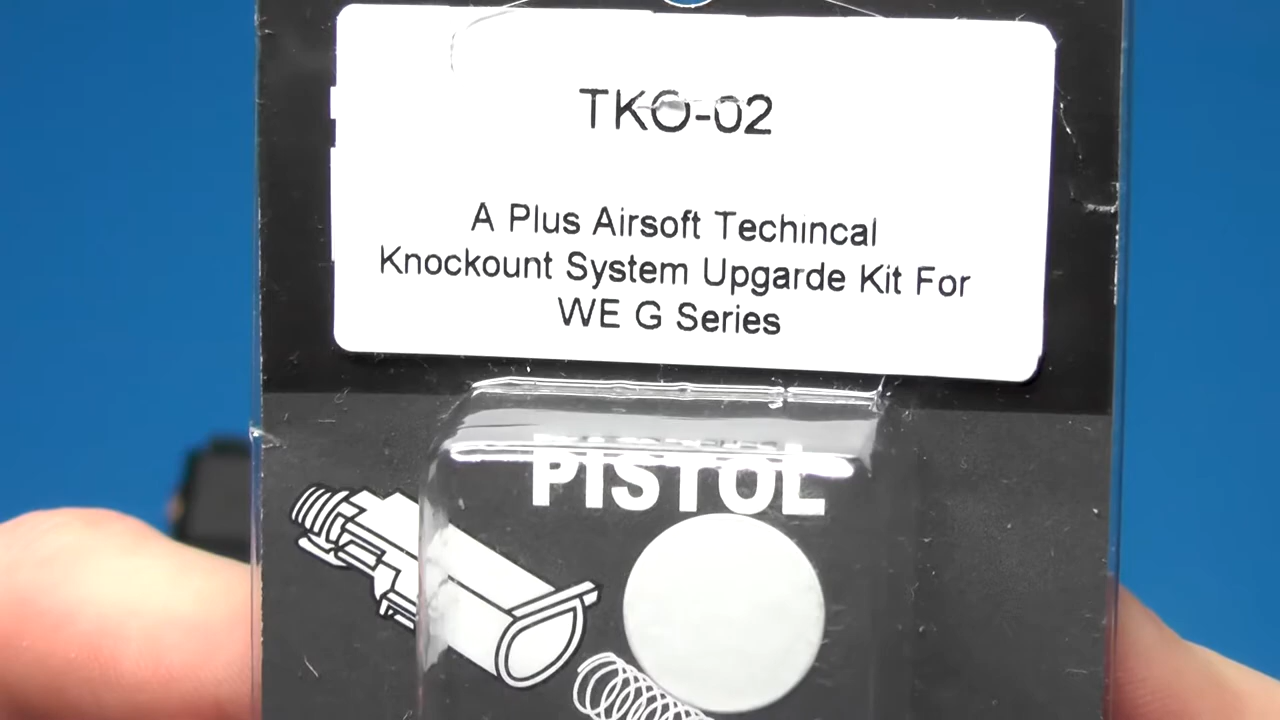 TKO-02
A Plus Airsoft Techincal
Knockount System Upgarde Kit For
WE G Series
PISTOL